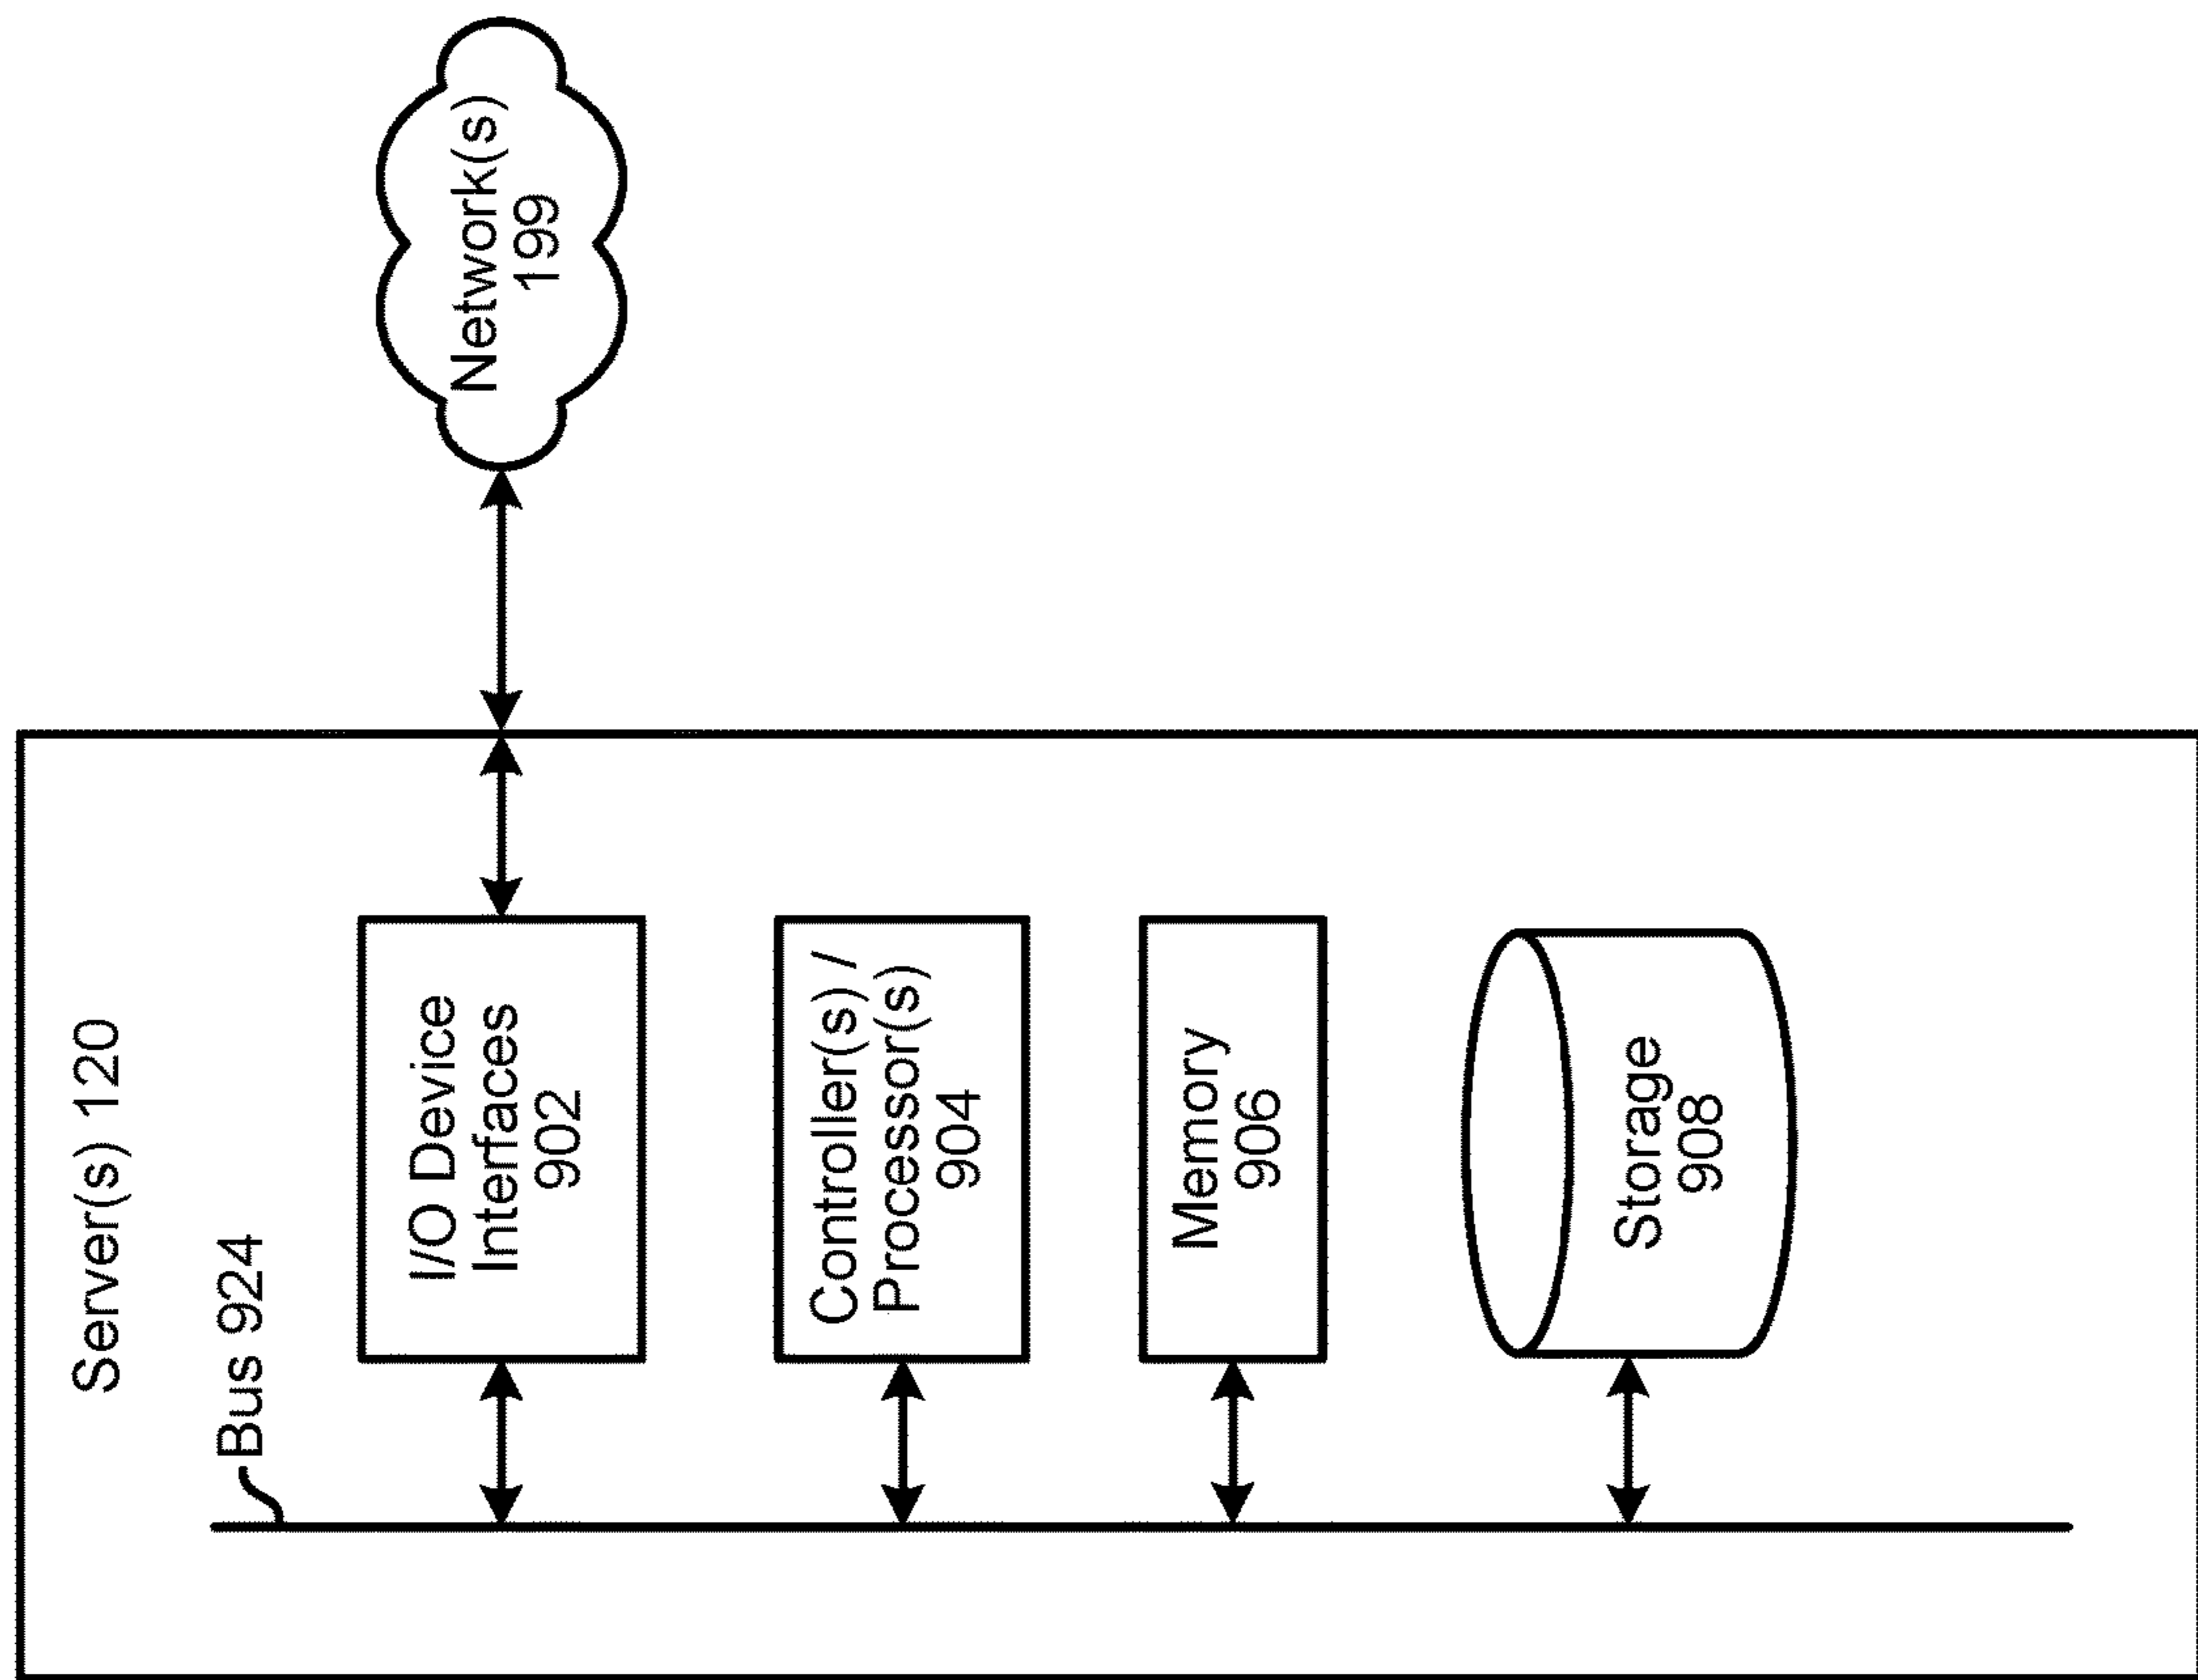 Server(s) 120
Bus 924
I/O Device
Interfaces
902
Network(s)
199
Controller(s) /
Processor(s)
904
Memory
906
Storage
908